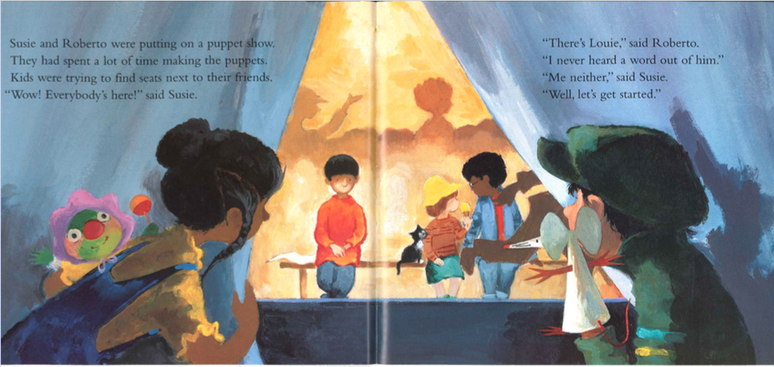 Susie and Roberto were putting on a puppet show.
They had spent a lot of time making the puppets.
Kids were trying to find seats next to their friends.
“Wow! Everybody’s here!” said Susie.
“There’s Louie,” said Roberto.
“I never heard a word out of him.”
“Me neither,” said Susie.
“Well, let’s get started.”